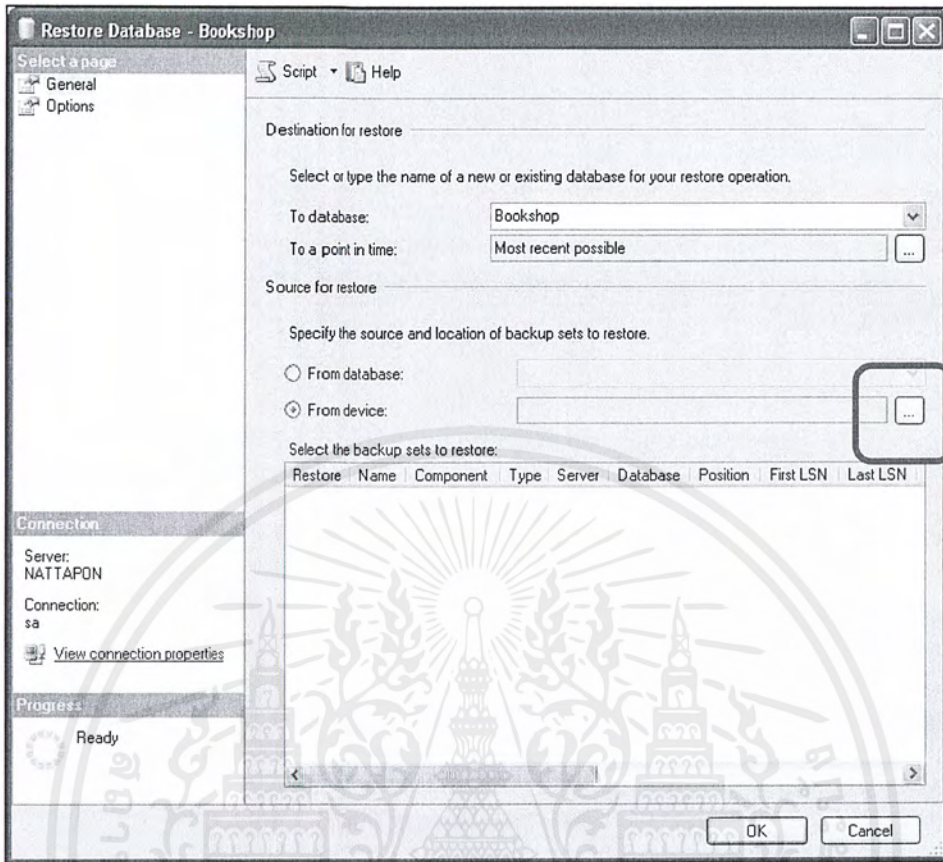 Restore Database - Bookshop
Select a page
General
Options
Script Help
Destination for restore
Select or type the name of a new or existing database for your restore operation.
To database: Bookshop
To a point in time: Most recent possible ...
Source for restore
Specify the source and location of backup sets to restore.
From database:
From device: ...
Select the backup sets to restore:
Restore Name Component Type Server Database Position First LSN Last LSN
Connection
Server:
NATTAPON
Connection:
sa
View connection properties
Progress
Ready
OK Cancel